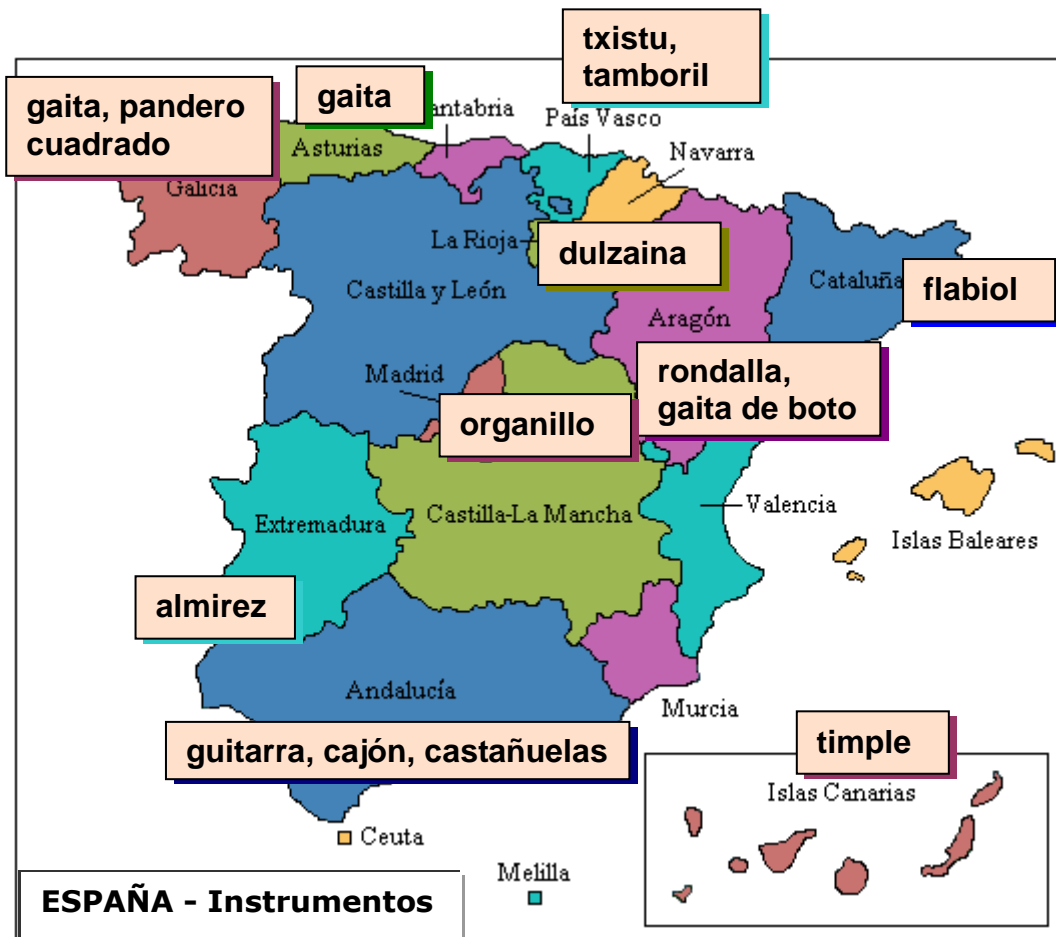 txistu,
tamboril
gaita, pandero
cuadrado
gaita
antabria
País Vasco
Asturias
Navarra
Galicia
La Rioja
dulzaina
Castilla y León
Cataluña
flabiol
Aragón
Madrid
rondalla,
gaita de boto
organillo
Extremadura
Castilla-La Mancha
Valencia
Islas Baleares
almirez
Andalucía
Murcia
guitarra, cajón, castañuelas
timple
Islas Canarias
Ceuta
Melilla
ESPAÑA - Instrumentos